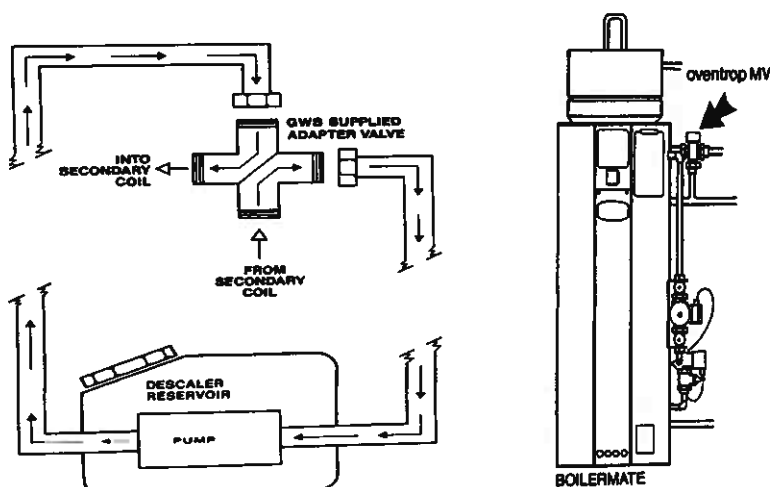 GWS SUPPLIED
ADAPTER VALVE
INTO
SECONDARY
COIL
FROM
SECONDARY
COIL
DESCALER
RESERVOIR
PUMP
oventrop MV
BOILERMATE